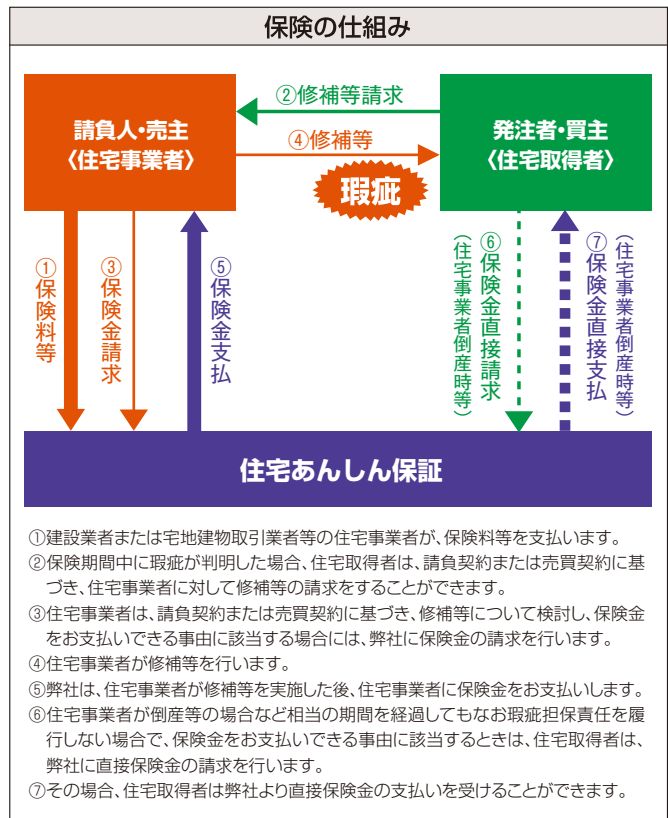 保険の仕組み
請負人・売主
〈住宅事業者〉
②修補等請求
④修補等
瑕疵
発注者・買主
〈住宅取得者〉
①保険料等
③保険金請求
⑤保険金支払
⑥保険金直接請求
（住宅事業者倒産時等）
⑦保険金直接支払
（住宅事業者倒産時等）
住宅あんしん保証
①建設業者または宅地建物取引業者等の住宅事業者が、保険料等を支払います。
②保険期間中に瑕疵が判明した場合、住宅取得者は、請負契約または売買契約に基
づき、住宅事業者に対して修補等の請求をすることができます。
③住宅事業者は、請負契約または売買契約に基づき、修補等について検討し、保険金
をお支払いできる事由に該当する場合には、弊社に保険金の請求を行います。
④住宅事業者が修補等を行います。
⑤弊社は、住宅事業者が修補等を実施した後、住宅事業者に保険金をお支払いします。
⑥住宅事業者が倒産等の場合など相当の期間を経過してもなお瑕疵担保責任を履
行しない場合で、保険金をお支払いできる事由に該当するときは、住宅取得者は、
弊社に直接保険金の請求を行います。
⑦その場合、住宅取得者は弊社より直接保険金の支払いを受けることができます。